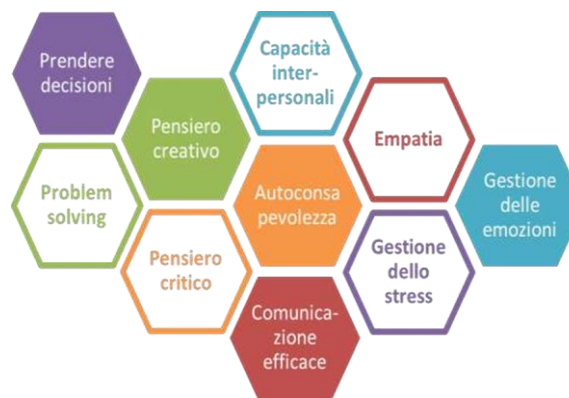 Prendere
decisioni
Pensiero
creativo
Capacità
inter-
personali
Empatia
Problem
solving
Autoconsa
pevolezza
Gestione
delle
emozioni
Pensiero
critico
Gestione
dello
stress
Comunica-
zione
efficace